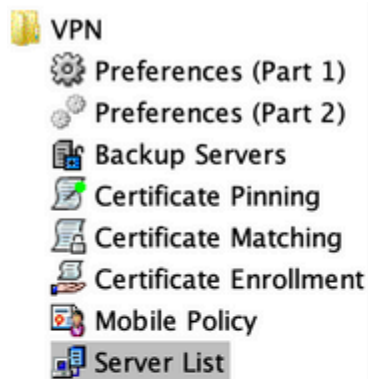 VPN
Preferences (Part 1)
Preferences (Part 2)
Backup Servers
Certificate Pinning
Certificate Matching
Certificate Enrollment
Mobile Policy
Server List